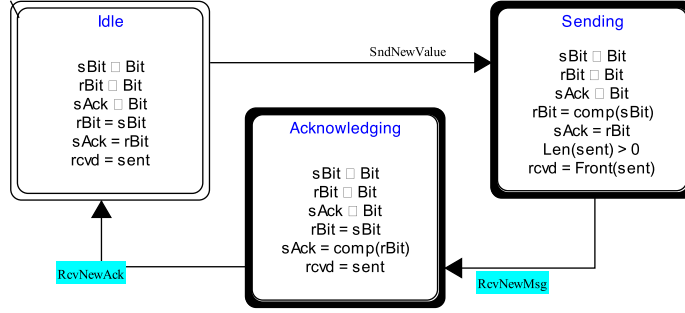 Idle
sBit □ Bit
rBit □ Bit
sAck □ Bit
rBit = sBit
sAck = rBit
rcvd = sent
SndNewValue
Sending
sBit □ Bit
rBit □ Bit
sAck □ Bit
rBit = comp(sBit)
sAck = rBit
Len(sent) > 0
rcvd = Front(sent)
Acknowledging
sBit □ Bit
rBit □ Bit
sAck □ Bit
rBit = sBit
sAck = comp(rBit)
rcvd = sent
RcvNewAck
RcvNewMsg